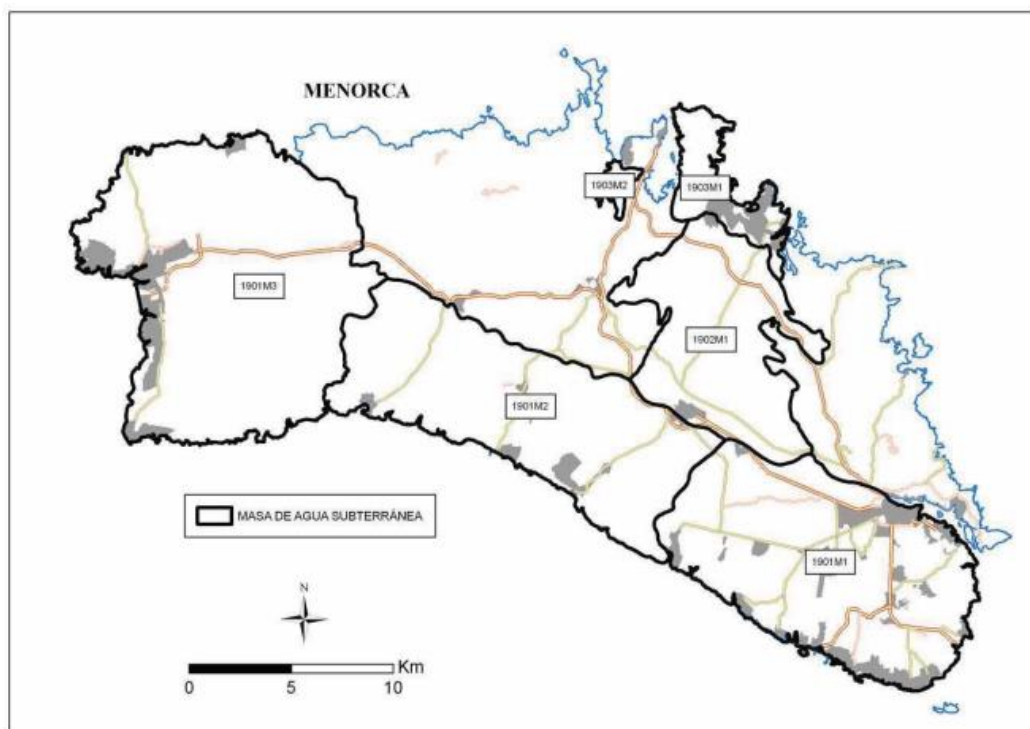 MENORCA
1903M2
1903M1
1901M3
1902M1
1901M2
MASA DE AGUA SUBTERRÁNEA
1901M1
N
Km
0 5 10